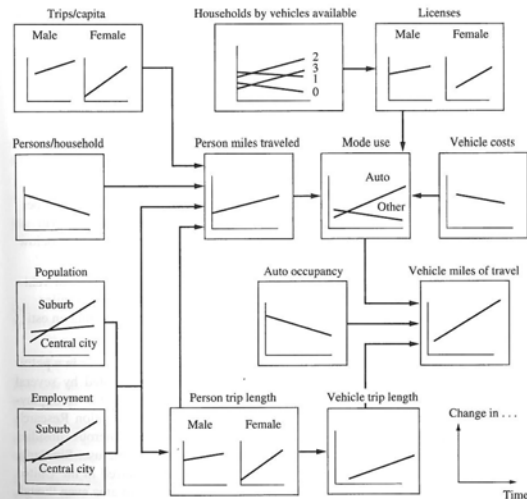 Trips/capita
Male Female
Households by vehicles available
2
3
1
0
Licenses
Male Female
Persons/household
Person miles traveled
Mode use
Auto
Other
Vehicle costs
Population
Suburb
Central city
Auto occupancy
Vehicle miles of travel
Employment
Suburb
Central city
Person trip length
Male Female
Vehicle trip length
Change in . . .
Time